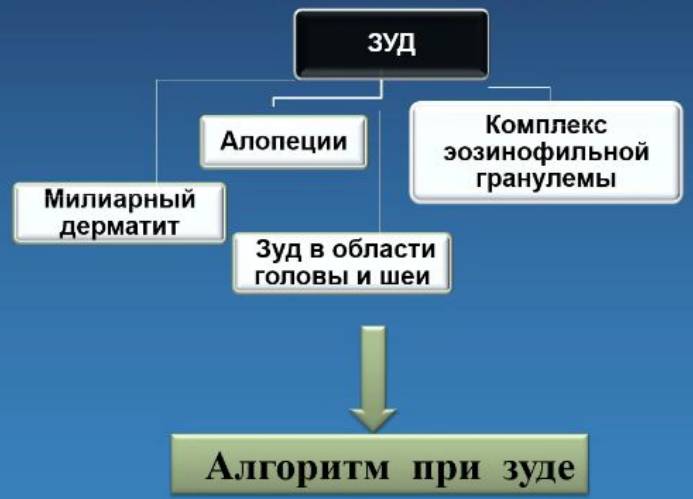 ЗУД
Алопеции
Комплекс
эозинофильной
гранулемы
Милиарный
дерматит
Зуд в области
головы и шеи
Алгоритм при зуде